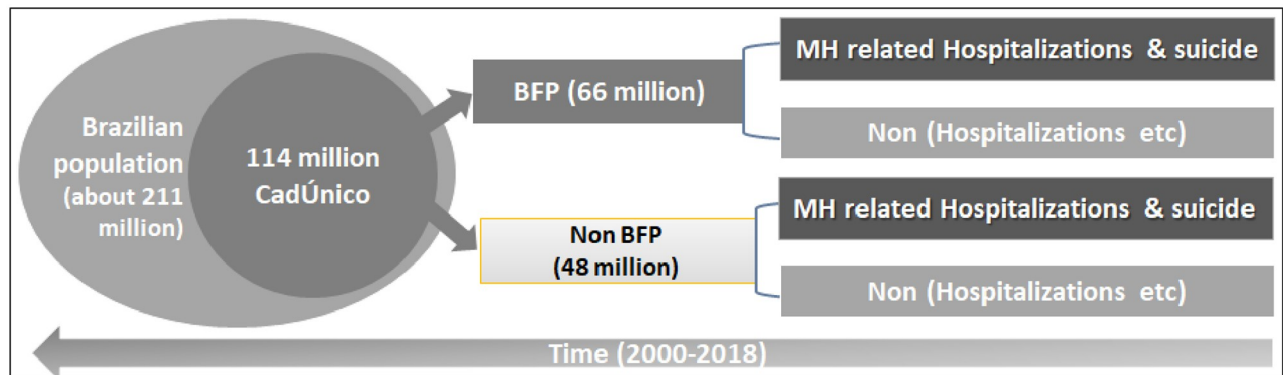 Brazilian
population
(about 211
million)
114 million
CadÚnico
BFP (66 million)
MH related Hospitalizations & suicide
Non (Hospitalizations etc)
Non BFP
(48 million)
MH related Hospitalizations & suicide
Non (Hospitalizations etc)
Time (2000-2018)